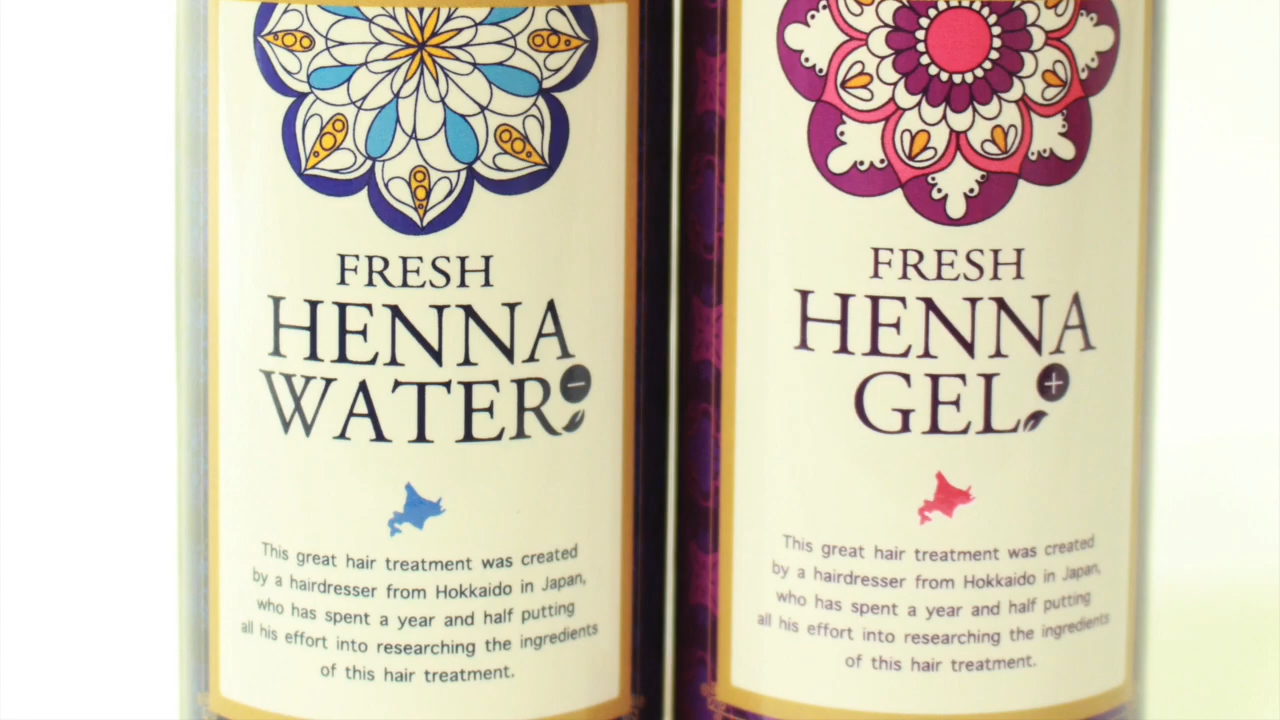 FRESH
HENNA
WATER
This great hair treatment was created
by a hairdresser from Hokkaido in Japan,
who has spent a year and half putting
all his effort into researching the ingredients
of this hair treatment.
FRESH
HENNA
GEL
This great hair treatment was created
by a hairdresser from Hokkaido in Japan,
who has spent a year and half putting
all his effort into researching the ingredients
of this hair treatment.